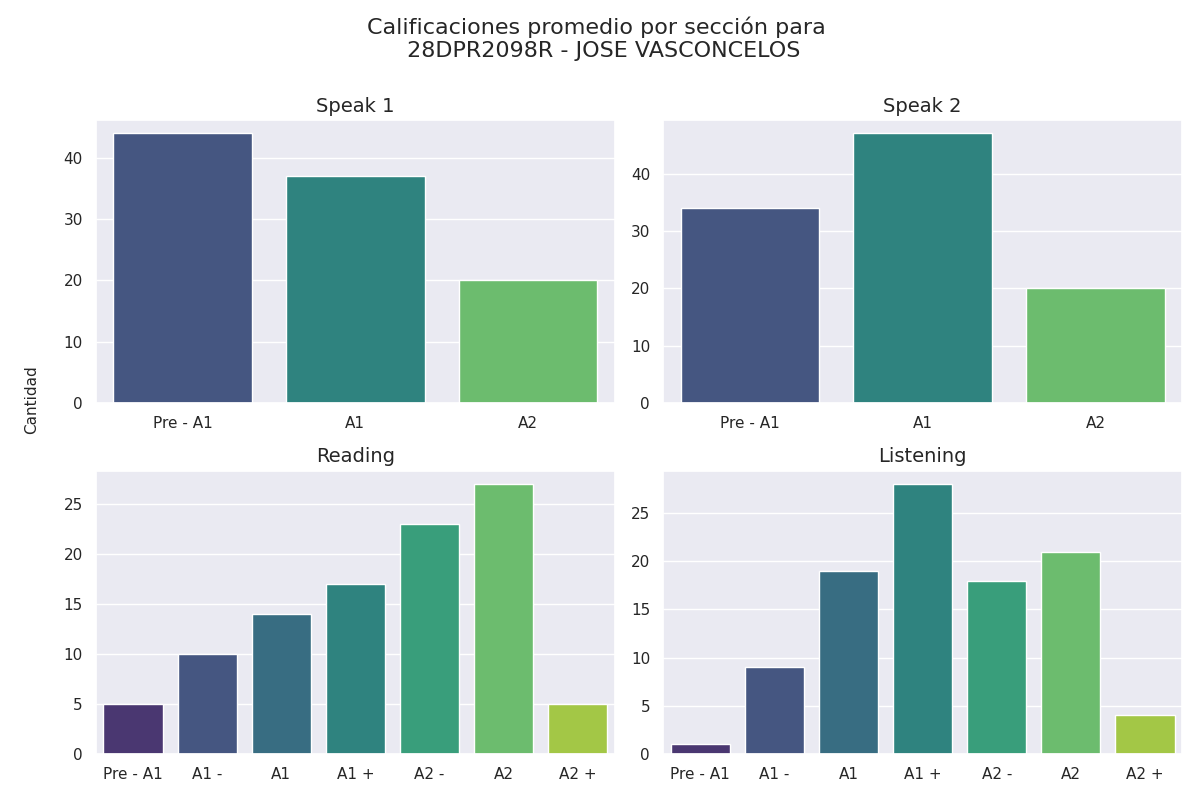 Calificaciones promedio por sección para
28DPR2098R - JOSE VASCONCELOS
Cantidad
Speak 1
40
30
20
10
0
Pre - A1 A1 A2
Speak 2
40
30
20
10
0
Pre - A1 A1 A2
Reading
25
20
15
10
5
0
Pre - A1 A1 - A1 A1 + A2 - A2 A2 +
Listening
25
20
15
10
5
0
Pre - A1 A1 - A1 A1 + A2 - A2 A2 +